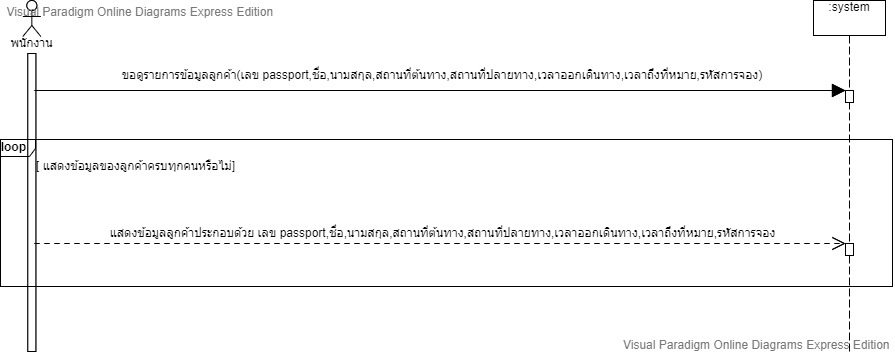 Visual Paradigm Online Diagrams Express Edition
:system
พนักงาน
ขอดูรายการข้อมูลลูกค้า(เลข passport,ชื่อ,นามสกุล,สถานที่ต้นทาง,สถานที่ปลายทาง,เวลาออกเดินทาง,เวลาถึงที่หมาย,รหัสการจอง)
loop
[ แสดงข้อมูลของลูกค้าครบทุกคนหรือไม่]
แสดงข้อมูลลูกค้าประกอบด้วย เลข passport,ชื่อ,นามสกุล,สถานที่ต้นทาง,สถานที่ปลายทาง,เวลาออกเดินทาง,เวลาถึงที่หมาย,รหัสการจอง
Visual Paradigm Online Diagrams Express Edition